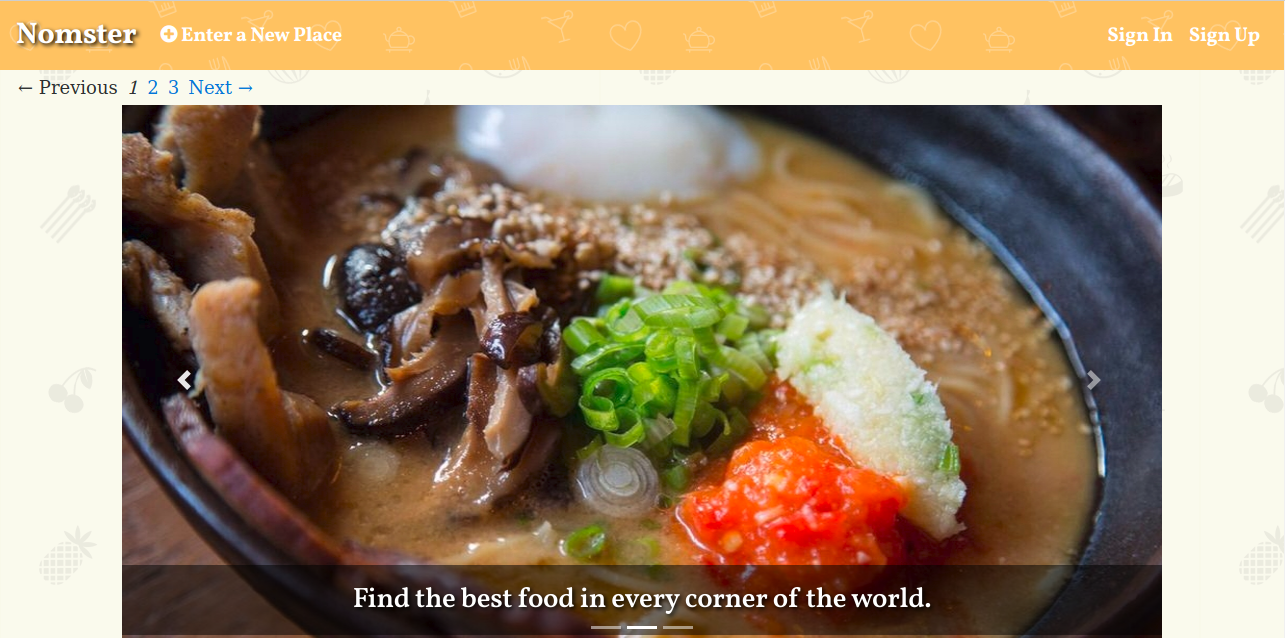 Nomster Enter a New Place Sign In Sign Up
← Previous 1 2 3 Next →
Find the best food in every corner of the world.